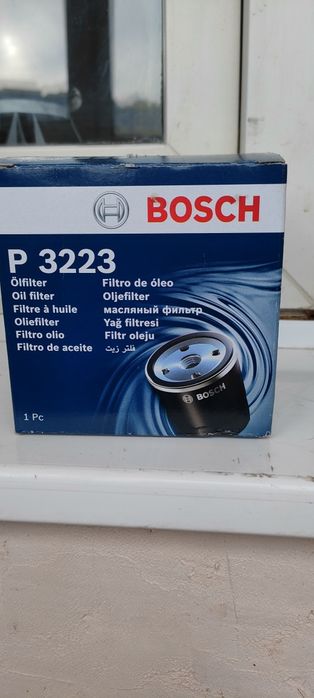 BOSCH
P 3223
Ölfilter
Oil filter
Filtre à huile
Oliefilter
Filtro olio
Filtro de aceite
Filtro de óleo
Oljefilter
масляный фильтр
Yağ filtresi
Filtr oleju
فلتر زيت
BOSCH
1 Pc